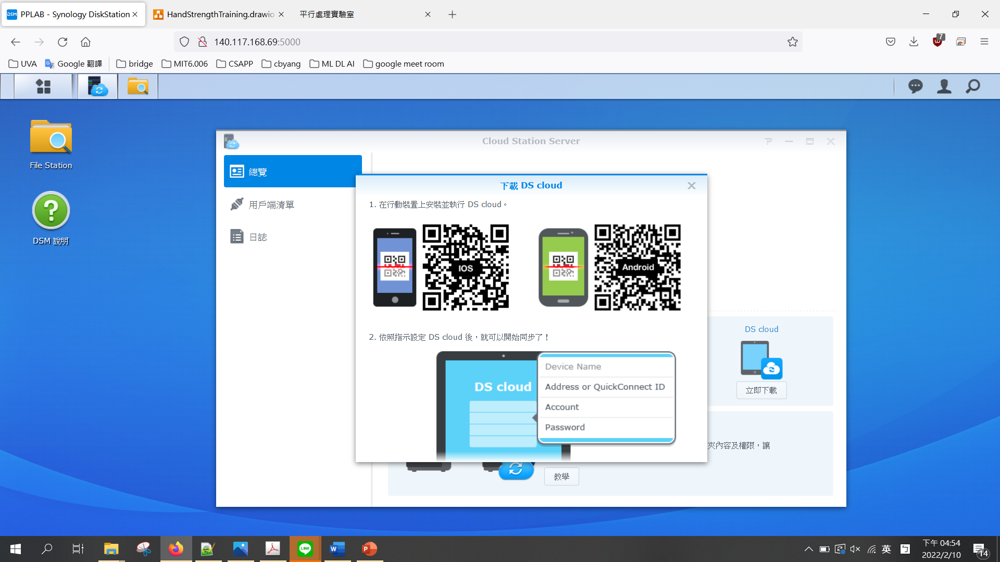 PPLAB - Synology DiskStation
HandStrengthTraining.drawio
平行處理實驗室
140.117.168.69:5000
7
UVA
Google 翻譯
bridge
MIT6.006
CSAPP
cbyang
ML DL AI
google meet room
File Station
DSM 說明
Cloud Station Server
總覽
用戶端清單
日誌
下載 DS cloud
1. 在行動裝置上安裝並執行 DS cloud。
IOS
Android
2. 依照指示設定 DS cloud 後，就可以開始同步了！
DS cloud
Device Name
Address or QuickConnect ID
Account
Password
DS cloud
立即下載
夾內容及權限，讓
教學
英
下午 04:54
2022/2/10
14